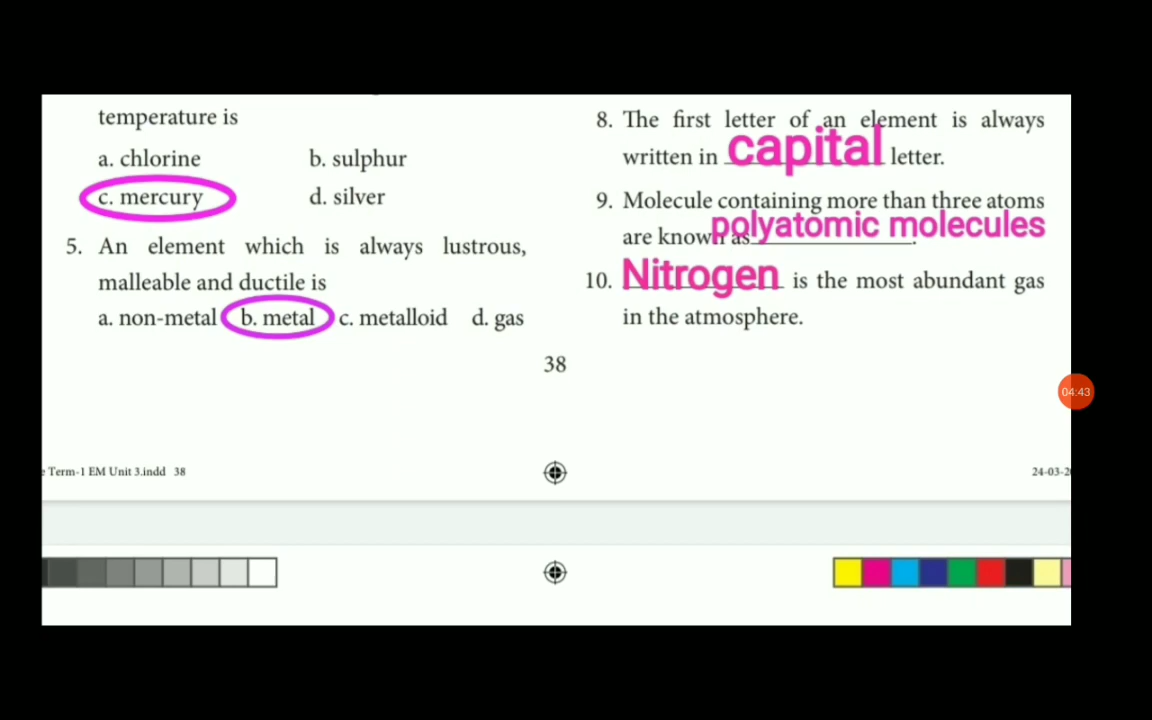 temperature is
a. chlorine b. sulphur
c. mercury d. silver
5. An element which is always lustrous,
malleable and ductile is
a. non-metal b. metal c. metalloid d. gas
8. The first letter of an element is always
written in capital letter.
9. Molecule containing more than three atoms
are known as polyatomic molecules.
10. Nitrogen is the most abundant gas
in the atmosphere.
38
04:43
Term-1 EM Unit 3.indd 38
24-03-2